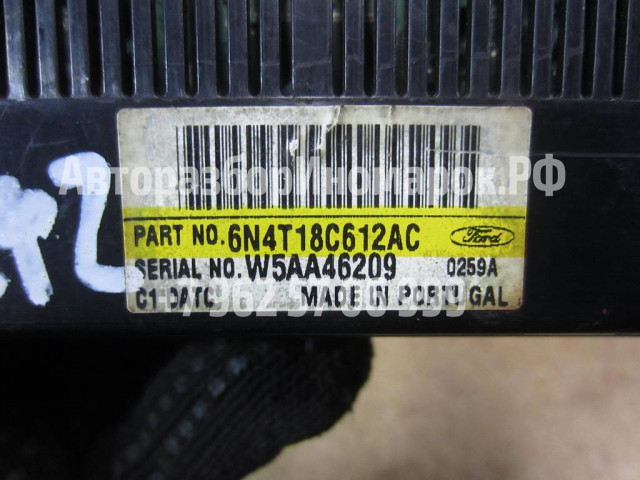 АвторазборИномарок.РФ
PART NO. 6N4T18C612AC Ford
SERIAL NO. W5AA46209 0259A
C1 DATC MADE IN PORTUGAL